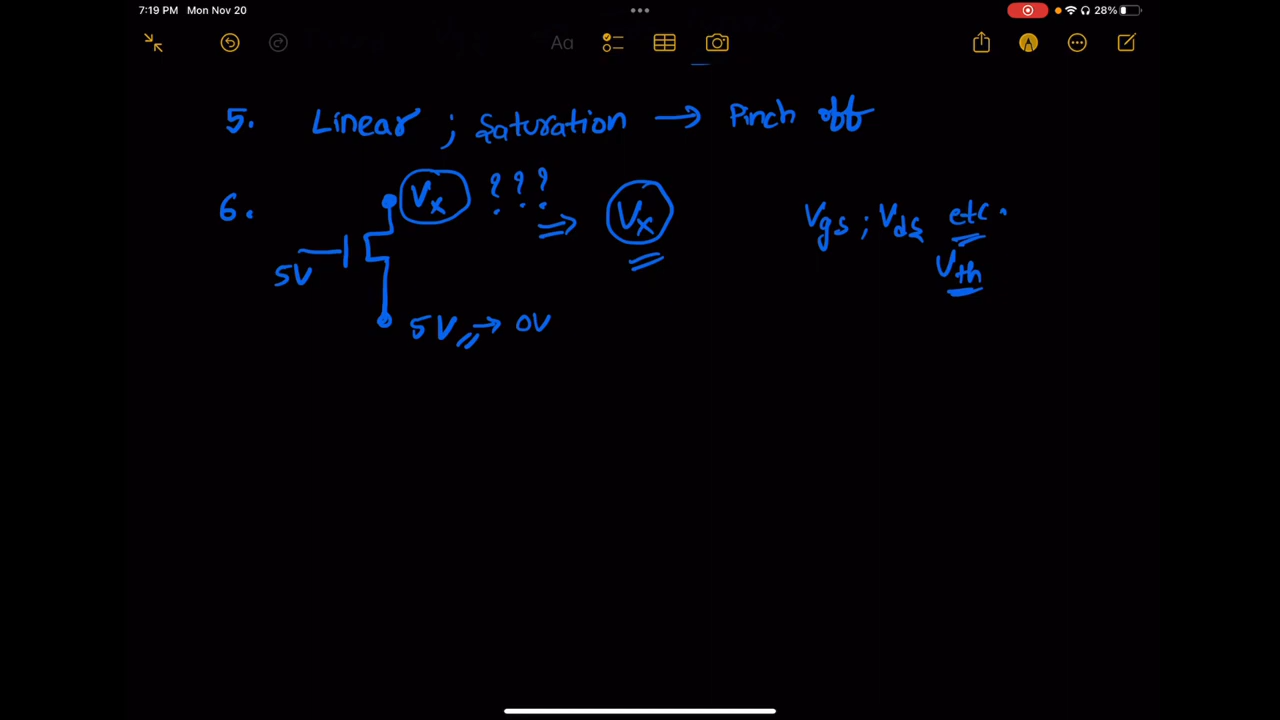 7:19 PM Mon Nov 20
28%
Aa
5. Linear ; Saturation → Pinch off
6. Vx ??? ⇒ Vx
Vgs ; Vds etc.
Vth
5V
5V → 0V